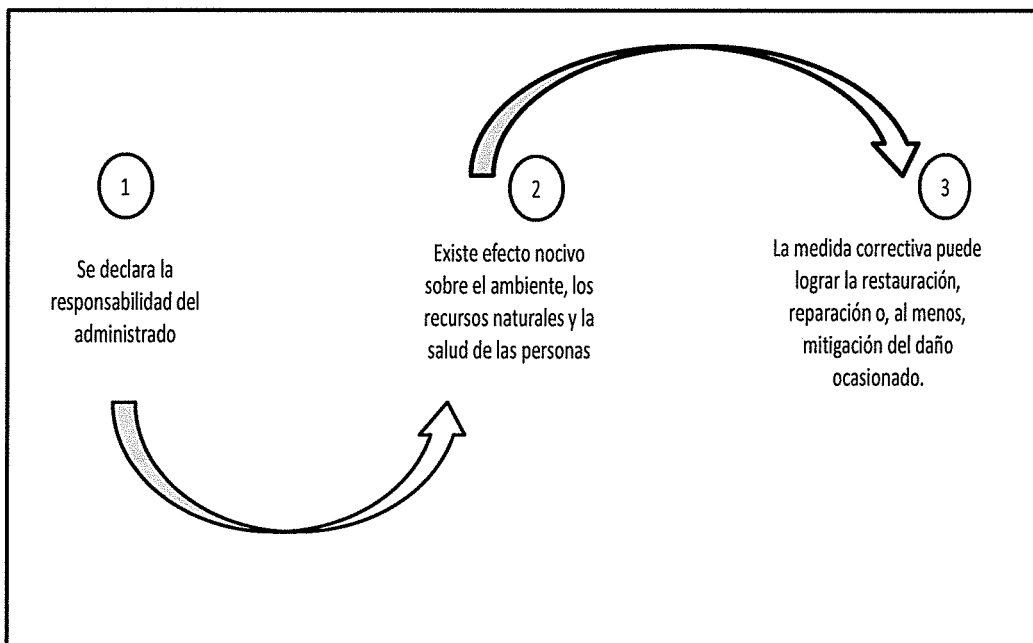 1
Se declara la
responsabilidad del
administrado
2
Existe efecto nocivo
sobre el ambiente, los
recursos naturales y la
salud de las personas
3
La medida correctiva puede
lograr la restauración,
reparación o, al menos,
mitigación del daño
ocasionado.